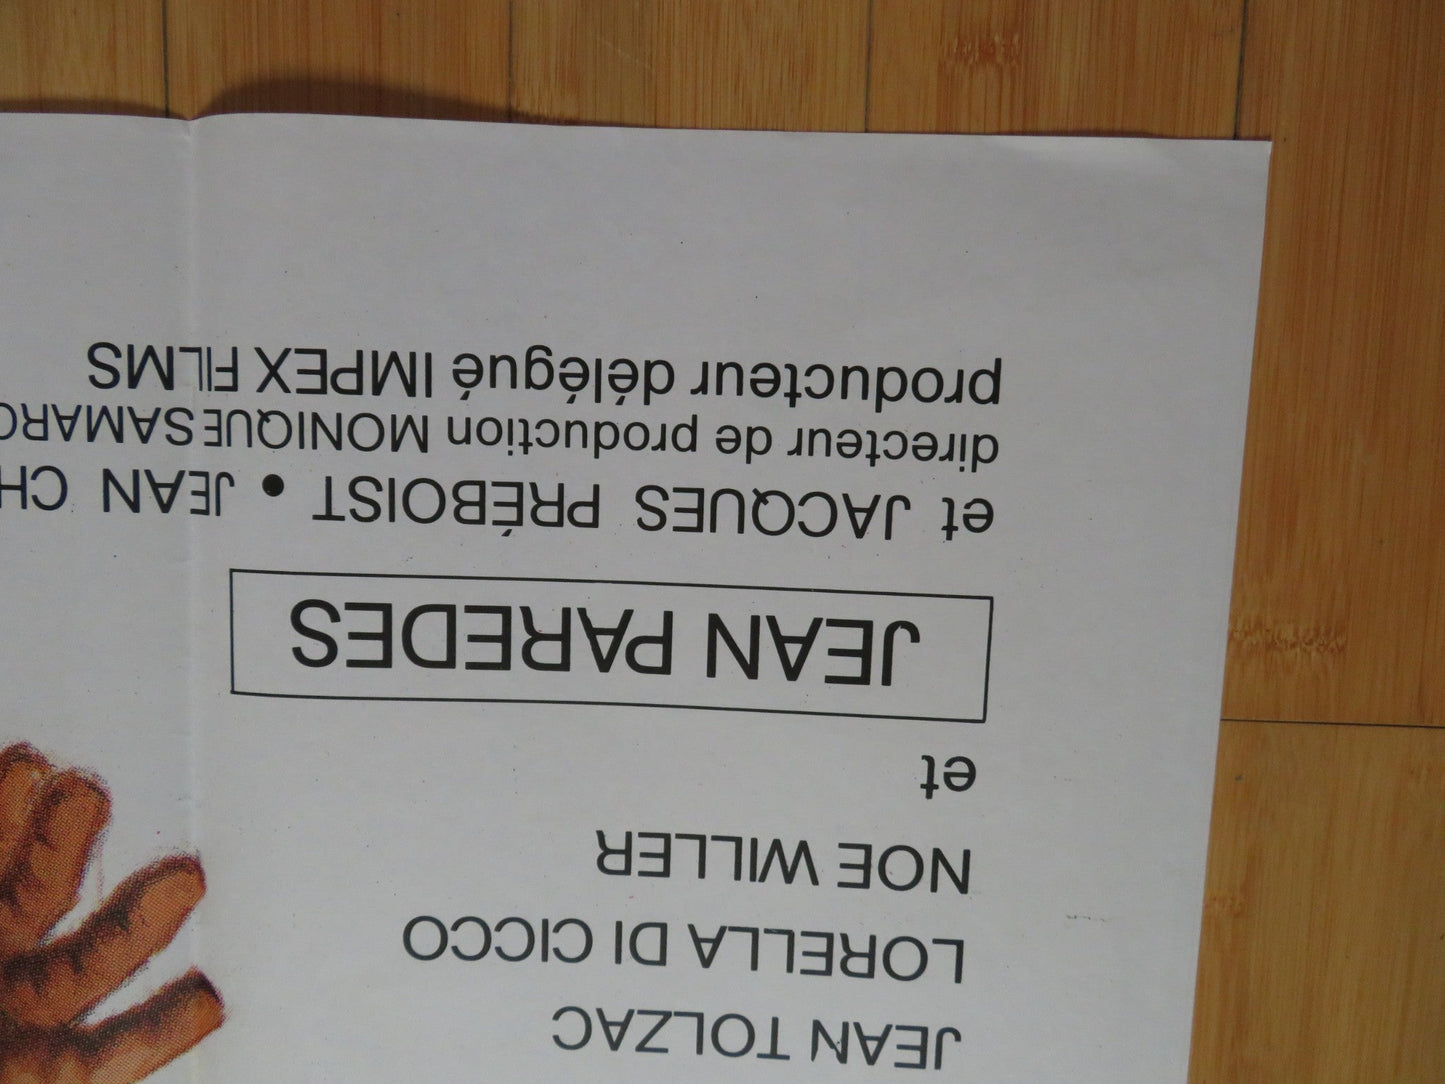 JEAN TOLZAC
LORELLA DI CICCO
NOE WILLER
et
JEAN PAREDES
et JACQUES PRÉBOIST • JEAN
directeur de production MONIQUE
producteur délégué IMPEX FILMS